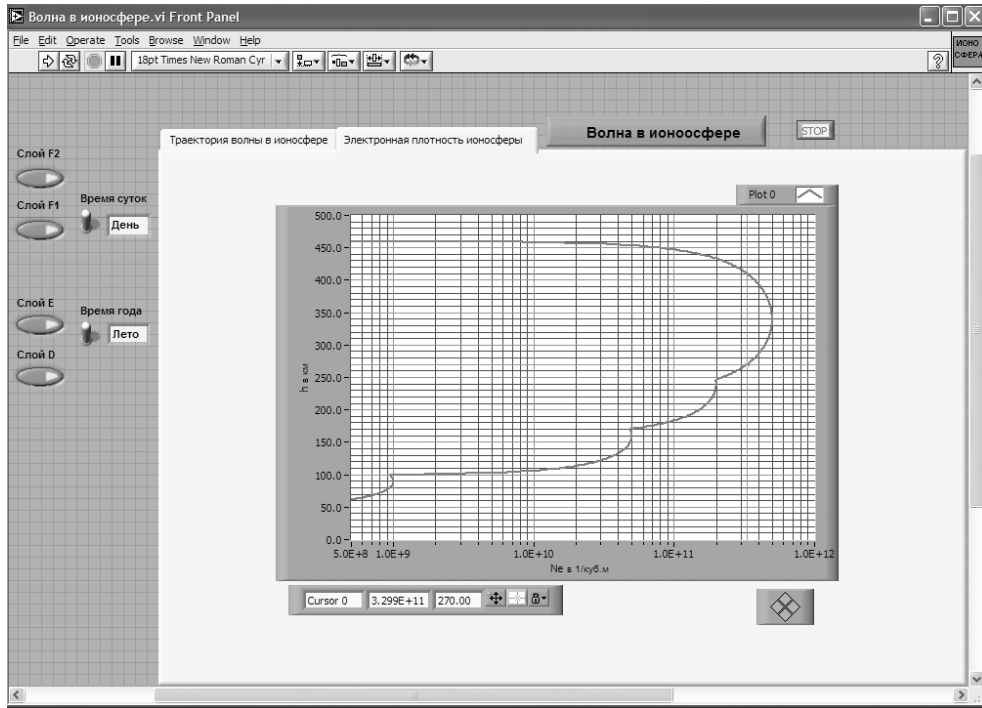 Волна в ионосфере.vi Front Panel
File Edit Operate Tools Browse Window Help
18pt Times New Roman Cyr
ИОНО
СФЕРА
Траектория волны в ионосфере
Электронная плотность ионосферы
Волна в ионоосфере
STOP
Слой F2
Слой F1
Время суток
День
Слой E
Время года
Лето
Слой D
Plot 0
500.0
450.0
400.0
350.0
300.0
250.0
200.0
150.0
100.0
50.0
0.0
h в км
5.0E+8 1.0E+9 1.0E+10 1.0E+11 1.0E+12
Ne в 1/куб.м
Cursor 0 3.299E+11 270.00